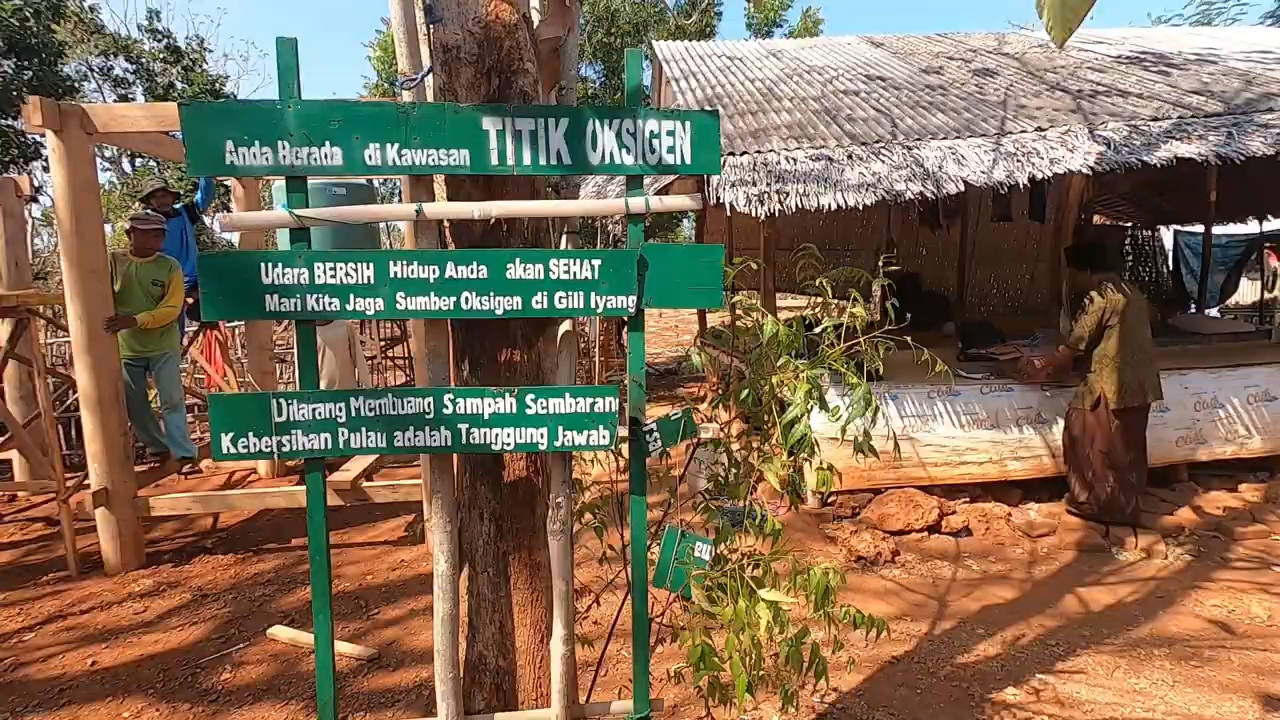 Anda Berada di Kawasan TITIK OKSIGEN
Udara BERSIH Hidup Anda akan SEHAT
Mari Kita Jaga Sumber Oksigen di Gili Iyang
Dilarang Membuang Sampah Sembaran
Kebersihan Pulau adalah Tanggung Jawab